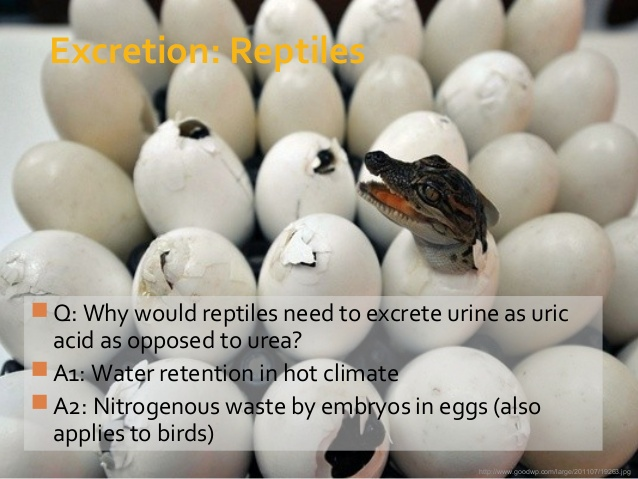 Excretion: Reptiles
Q: Why would reptiles need to excrete urine as uric
acid as opposed to urea?
A1: Water retention in hot climate
A2: Nitrogenous waste by embryos in eggs (also
applies to birds)
http://www.goodwp.com/large/201107/19263.jpg